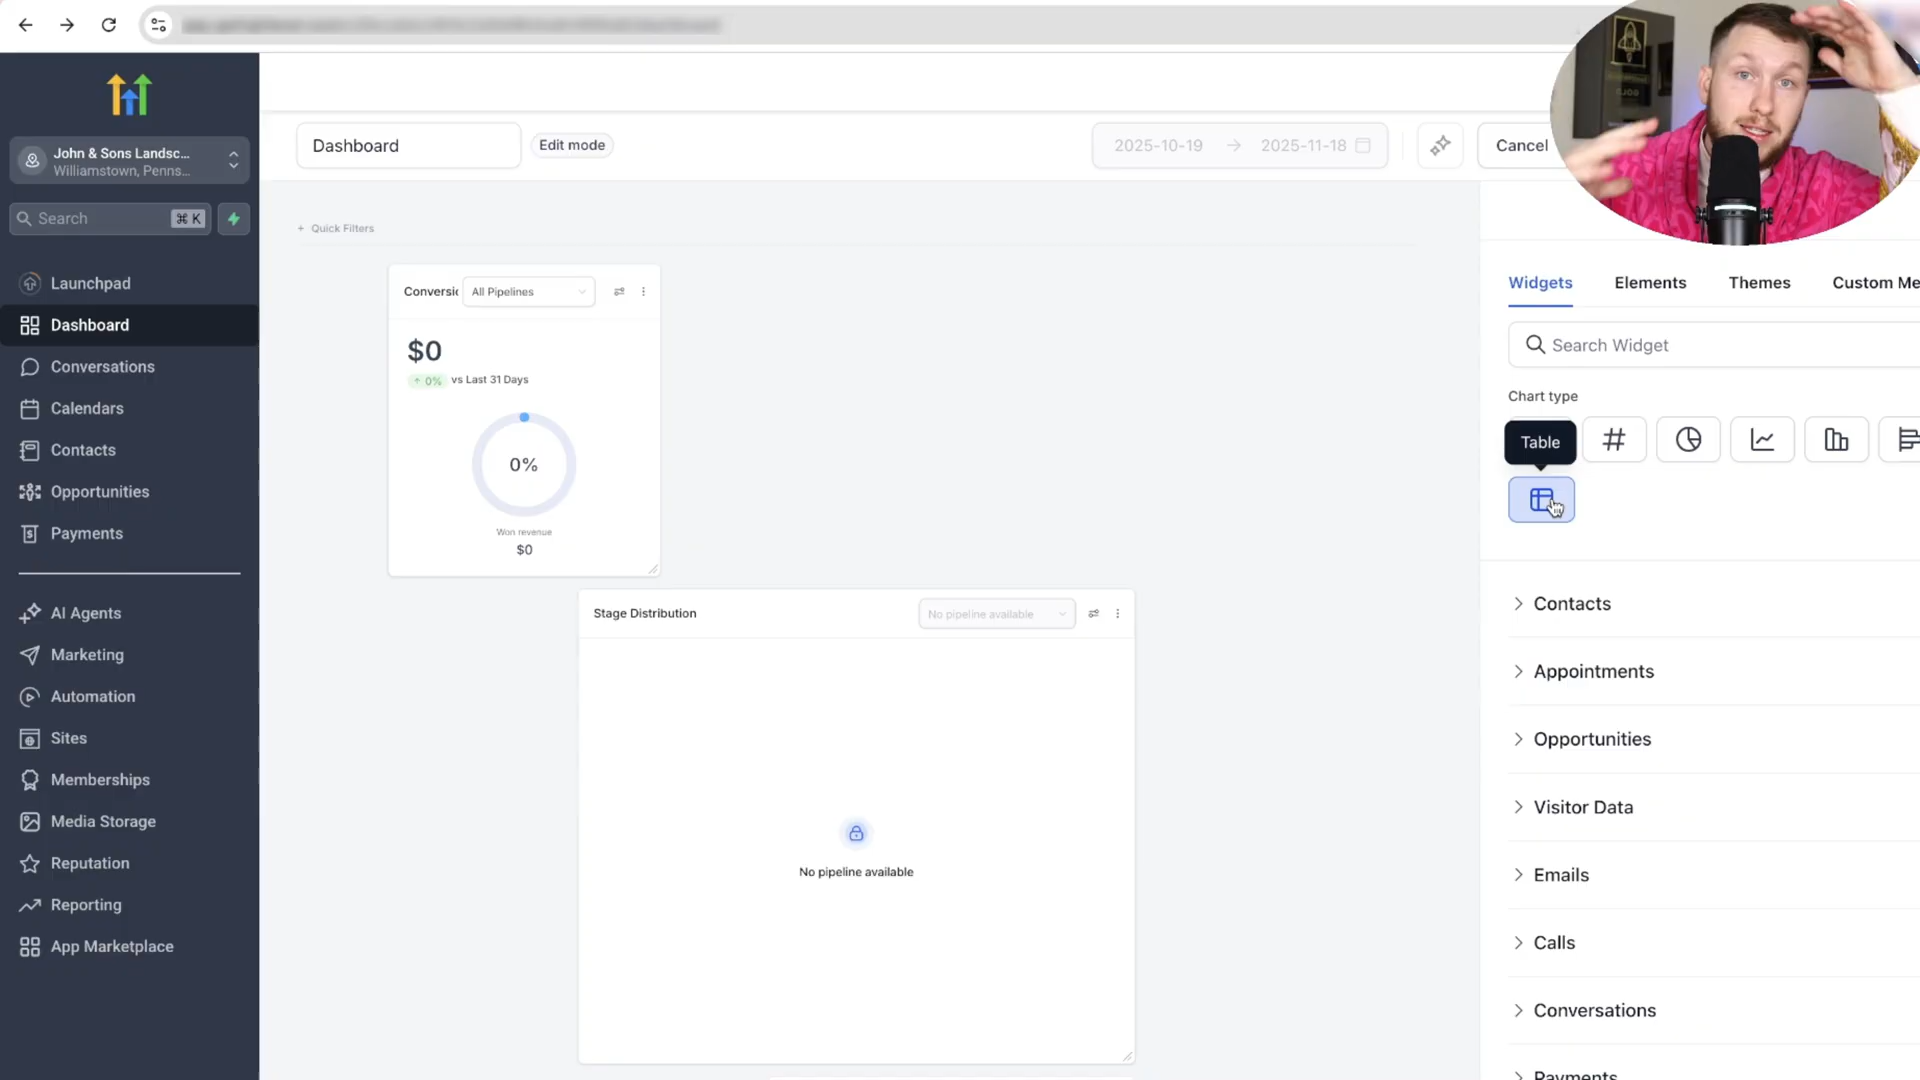 John & Sons Landsc...
Williamstown, Penns...
Search
⌘ K
Launchpad
Dashboard
Conversations
Calendars
Contacts
Opportunities
Payments
AI Agents
Marketing
Automation
Sites
Memberships
Media Storage
Reputation
Reporting
App Marketplace
Dashboard
Edit mode
2025-10-19 → 2025-11-18
Cancel
+ Quick Filters
Conversic
All Pipelines
$0
↑ 0% vs Last 31 Days
0%
Won revenue
$0
Stage Distribution
No pipeline available
No pipeline available
Widgets
Elements
Themes
Custom Me
Search Widget
Chart type
Table
Contacts
Appointments
Opportunities
Visitor Data
Emails
Calls
Conversations
Payments